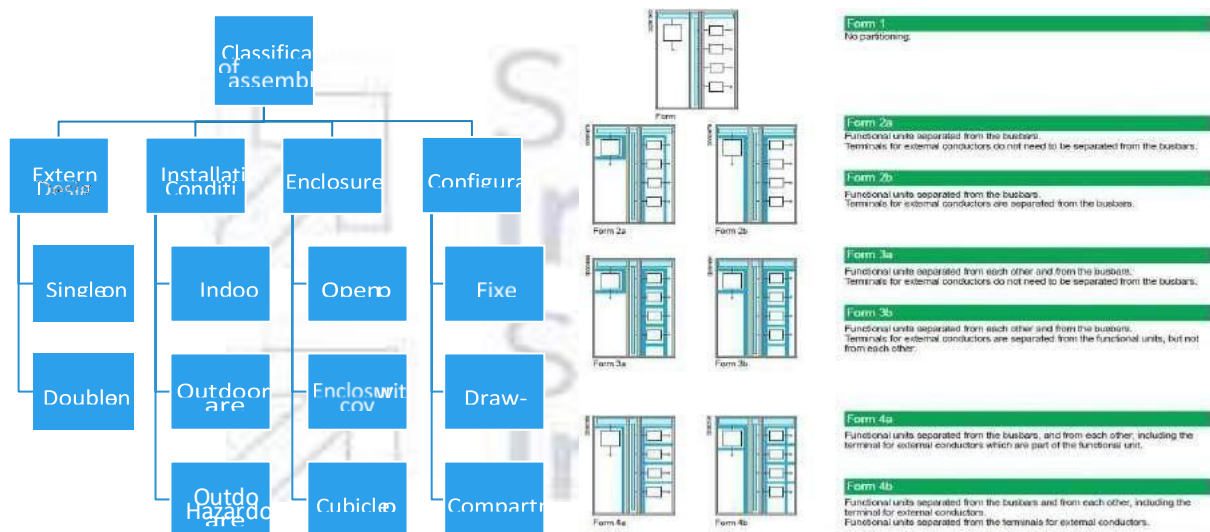 Classifica
of
assembl
Extern
Installati
Conditi
Enclosure
Configura
Single on
Indoo
Open
Fixe
Double
Outdoor
are
Enclosu wit
cov
Draw-
Outdo
Hazardo
are
Cubicle
Compartr
Form
Form 2a
Form 2b
Form 3a
Form 3b
Form 4a
Form 4b
Form 1
No partitioning.
Form 2a
Functional units separated from the busbars.
Terminals for external conductors do not need to be separated from the busbars.
Form 2b
Functional units separated from the busbars.
Terminals for external conductors are separated from the busbars.
Form 3a
Functional units separated from each other and from the busbars.
Terminals for external conductors do not need to be separated from the busbars.
Form 3b
Functional units separated from each other and from the busbars.
Terminals for external conductors are separated from the functional units, but not
from each other.
Form 4a
Functional units separated from the busbars, and from each other, including the
terminal for external conductors which are part of the functional unit.
Form 4b
Functional units separated from the busbars and from each other, including the
terminal for external conductors.
Functional units separated from the terminals for external conductors.